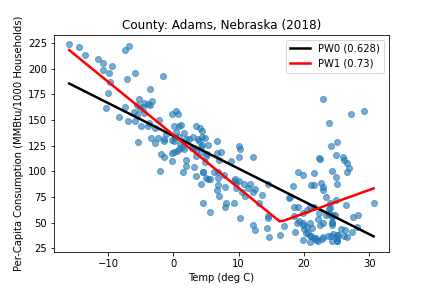 County: Adams, Nebraska (2018)
PW0 (0.628)
PW1 (0.73)
Per-Capita Consumption (MMBtu/1000 Households)
225
200
175
150
125
100
75
50
25
−10
0
10
20
30
Temp (deg C)